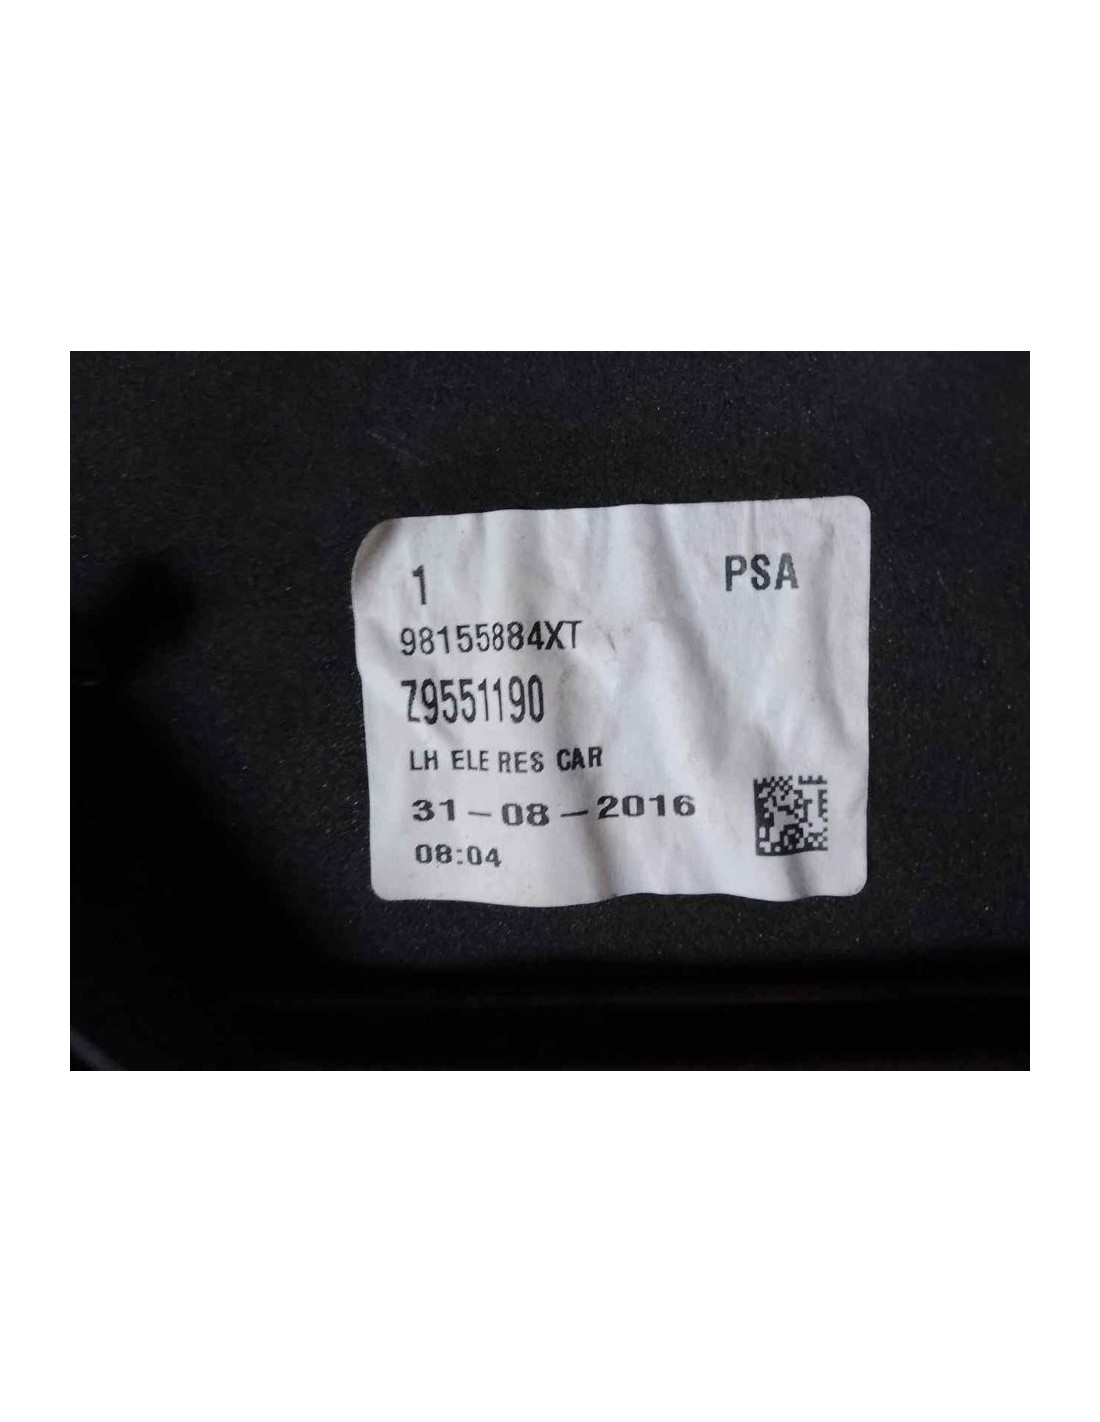 1 PSA
98155884XT
Z9551190
LH ELE RES CAR
31-08-2016
08:04